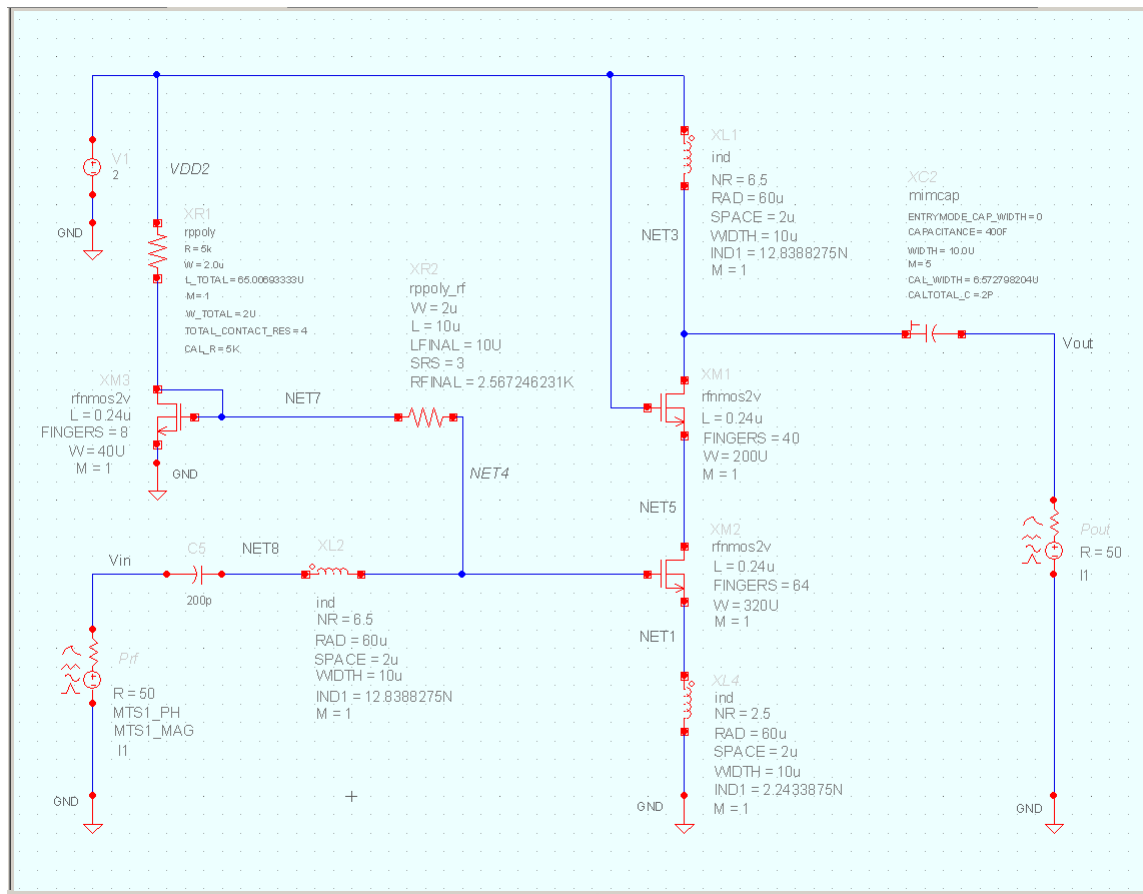 V1
2
VDD2
GND
XR1
rppoly
R = 5k
W = 2.0u
L_TOTAL = 65.00693333U
M = 1
W_TOTAL = 2U
TOTAL_CONTACT_RES = 4
CAL_R = 5K
XL1
ind
NR = 6.5
RAD = 60u
SPACE = 2u
WIDTH = 10u
IND1 = 12.8388275N
M = 1
NET3
XC2
mimcap
ENTRYMODE_CAP_WIDTH = 0
CAPACITANCE = 400F
WIDTH = 10.0U
M = 5
CAL_WIDTH = 6.572798204U
CALTOTAL_C = 2P
XR2
rppoly_rf
W = 2u
L = 10u
LFINAL = 10U
SRS = 3
RFINAL = 2.567246231K
Vout
XM3
rfnmos2v
L = 0.24u
FINGERS = 8
W = 40U
M = 1
GND
NET7
NET4
XM1
rfnmos2v
L = 0.24u
FINGERS = 40
W = 200U
M = 1
NET5
XM2
rfnmos2v
L = 0.24u
FINGERS = 64
W = 320U
M = 1
NET1
Pout
R = 50
I1
Vin
C5
200p
NET8
XL2
ind
NR = 6.5
RAD = 60u
SPACE = 2u
WIDTH = 10u
IND1 = 12.8388275N
M = 1
Prf
R = 50
MTS1_PH
MTS1_MAG
I1
XL4
ind
NR = 2.5
RAD = 60u
SPACE = 2u
WIDTH = 10u
IND1 = 2.2433875N
M = 1
GND
GND
GND